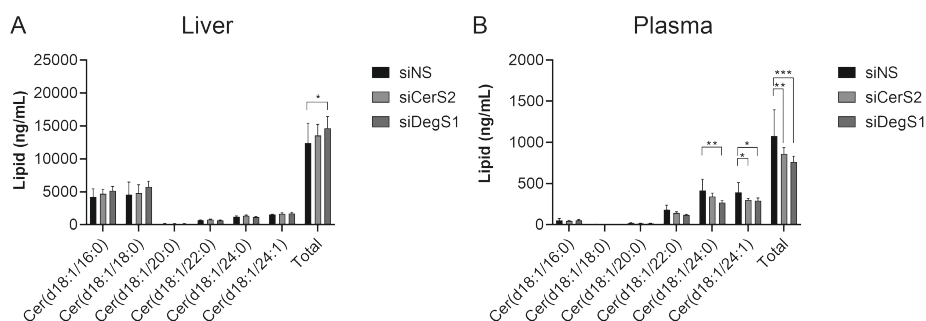 A
Liver
Lipid (ng/mL)
25000
20000
15000
10000
5000
0
*
siNS
siCerS2
siDegS1
Cer(d18:1/16:0)
Cer(d18:1/18:0)
Cer(d18:1/20:0)
Cer(d18:1/22:0)
Cer(d18:1/24:0)
Cer(d18:1/24:1)
Total
B
Plasma
Lipid (ng/mL)
2000
1500
1000
500
0
**
*
*
***
**
siNS
siCerS2
siDegS1
Cer(d18:1/16:0)
Cer(d18:1/18:0)
Cer(d18:1/20:0)
Cer(d18:1/22:0)
Cer(d18:1/24:0)
Cer(d18:1/24:1)
Total